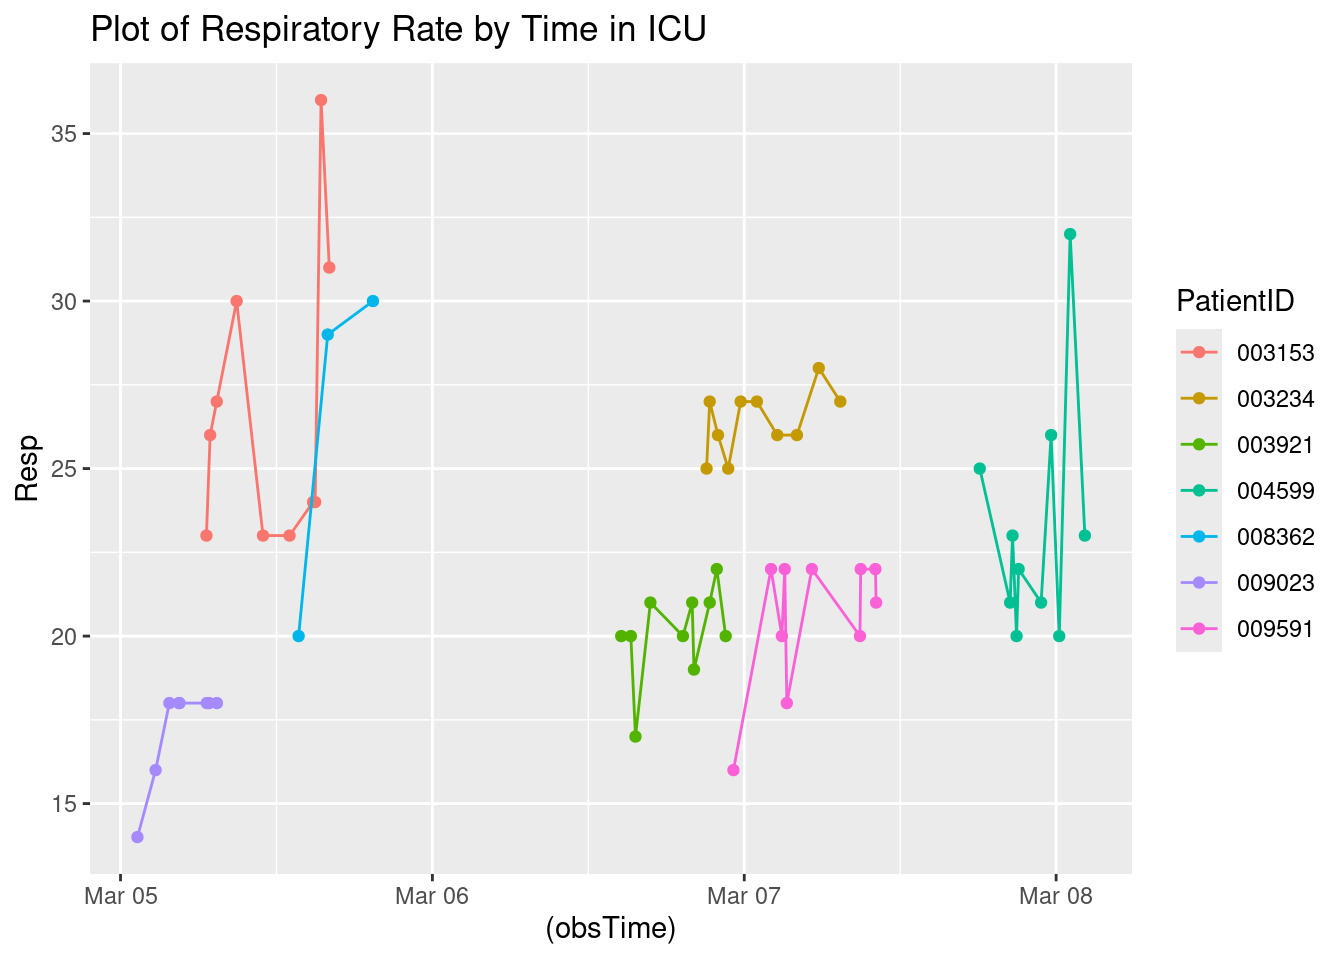 Plot of Respiratory Rate by Time in ICU
35
30
25
20
15
Resp
Mar 05
Mar 06
Mar 07
Mar 08
(obsTime)
PatientID
003153
003234
003921
004599
008362
009023
009591